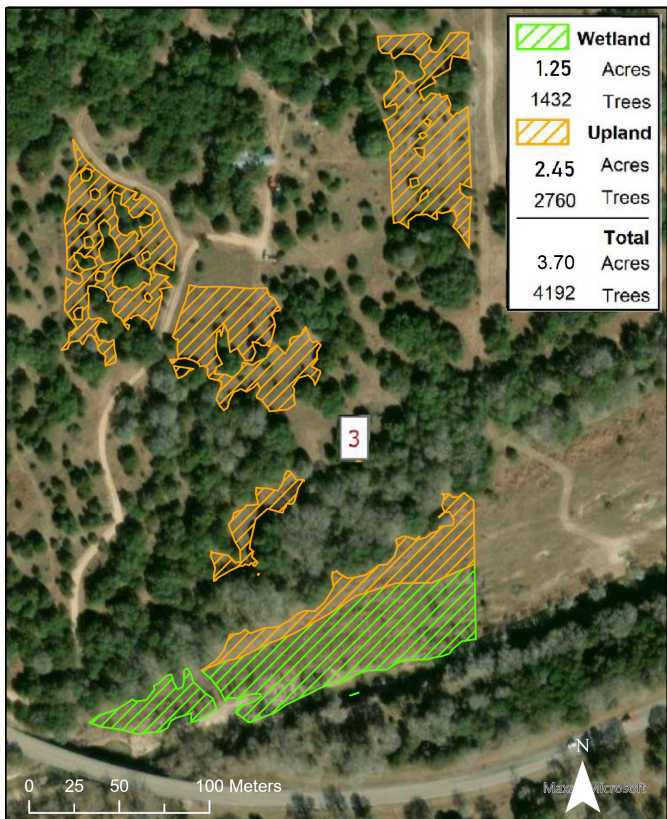 Wetland
1.25 Acres
1432 Trees
Upland
2.45 Acres
2760 Trees
Total
3.70 Acres
4192 Trees
3
0 25 50 100 Meters
N
Microsoft